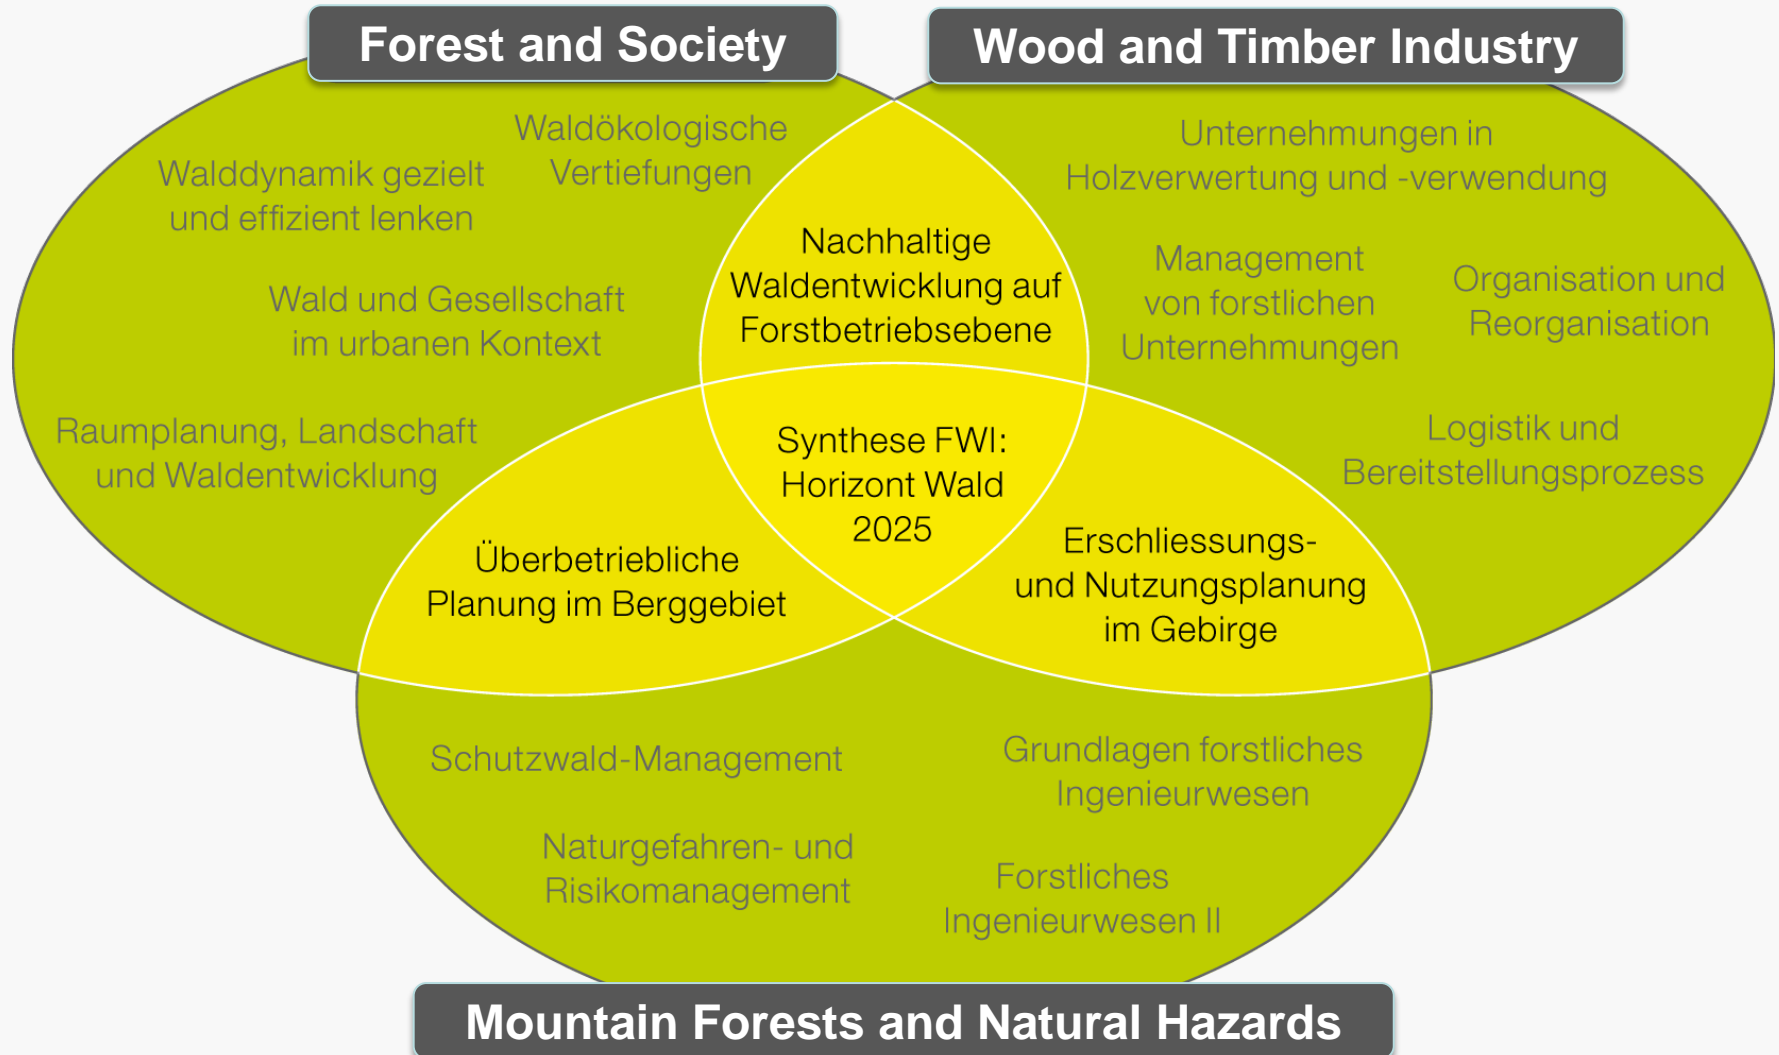 Forest and Society
Wood and Timber Industry
Waldökologische
Vertiefungen
Walddynamik gezielt
und effizient lenken
Wald und Gesellschaft
im urbanen Kontext
Raumplanung, Landschaft
und Waldentwicklung
Nachhaltige
Waldentwicklung auf
Forstbetriebsebene
Unternehmungen in
Holzverwertung und -verwendung
Management
von forstlichen
Unternehmungen
Organisation und
Reorganisation
Logistik und
Bereitstellungsprozess
Synthese FWI:
Horizont Wald
2025
Überbetriebliche
Planung im Berggebiet
Erschliessungs-
und Nutzungsplanung
im Gebirge
Schutzwald-Management
Grundlagen forstliches
Ingenieurwesen
Naturgefahren- und
Risikomanagement
Forstliches
Ingenieurwesen II
Mountain Forests and Natural Hazards